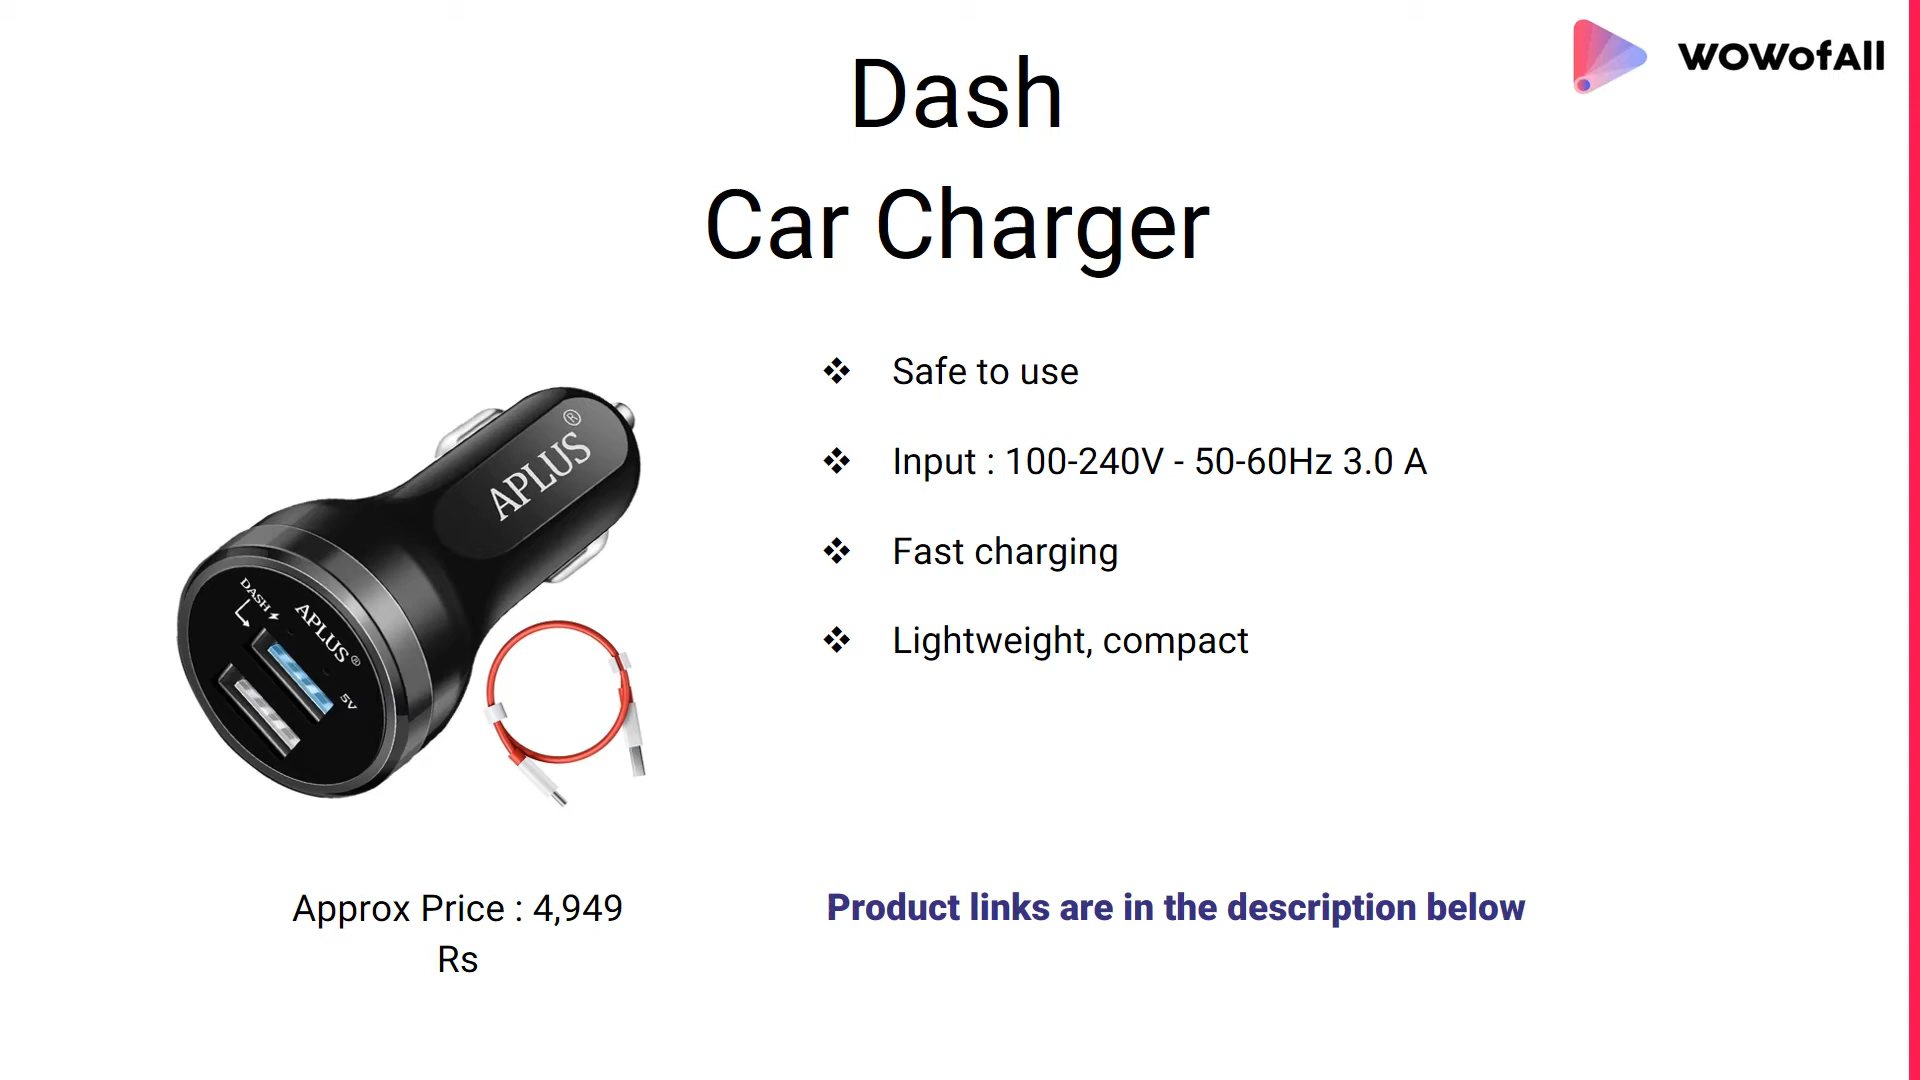 WOWofAll
Dash
Car Charger
❖ Safe to use
❖ Input : 100-240V - 50-60Hz 3.0 A
❖ Fast charging
❖ Lightweight, compact
APLUS®
DASH
APLUS®
5V
Approx Price : 4,949
Rs
Product links are in the description below